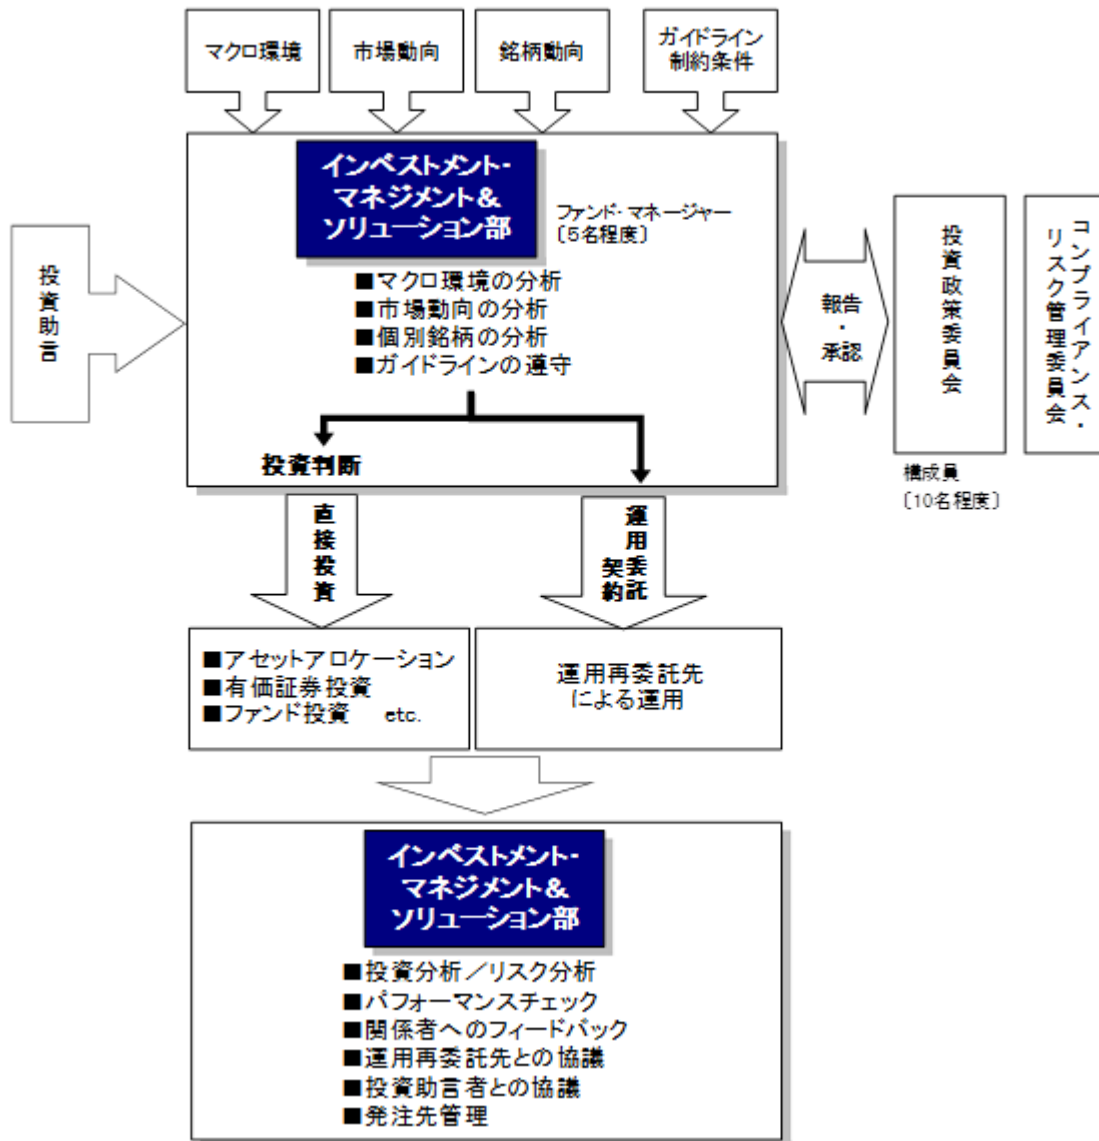 マクロ環境
市場動向
銘柄動向
ガイドライン
制約条件
インベストメント・
マネジメント＆
ソリューション部
ファンド・マネージャー
〔5名程度〕
■マクロ環境の分析
■市場動向の分析
■個別銘柄の分析
■ガイドラインの遵守
投資助言
報告
・
承認
投資政策委員会
コンプライアンス・
リスク管理委員会
構成員
〔10名程度〕
投資判断
直接投資
運用委託
契約
■アセットアロケーション
■有価証券投資
■ファンド投資　etc.
運用再委託先
による運用
インベストメント・
マネジメント＆
ソリューション部
■投資分析／リスク分析
■パフォーマンスチェック
■関係者へのフィードバック
■運用再委託先との協議
■投資助言者との協議
■発注先管理